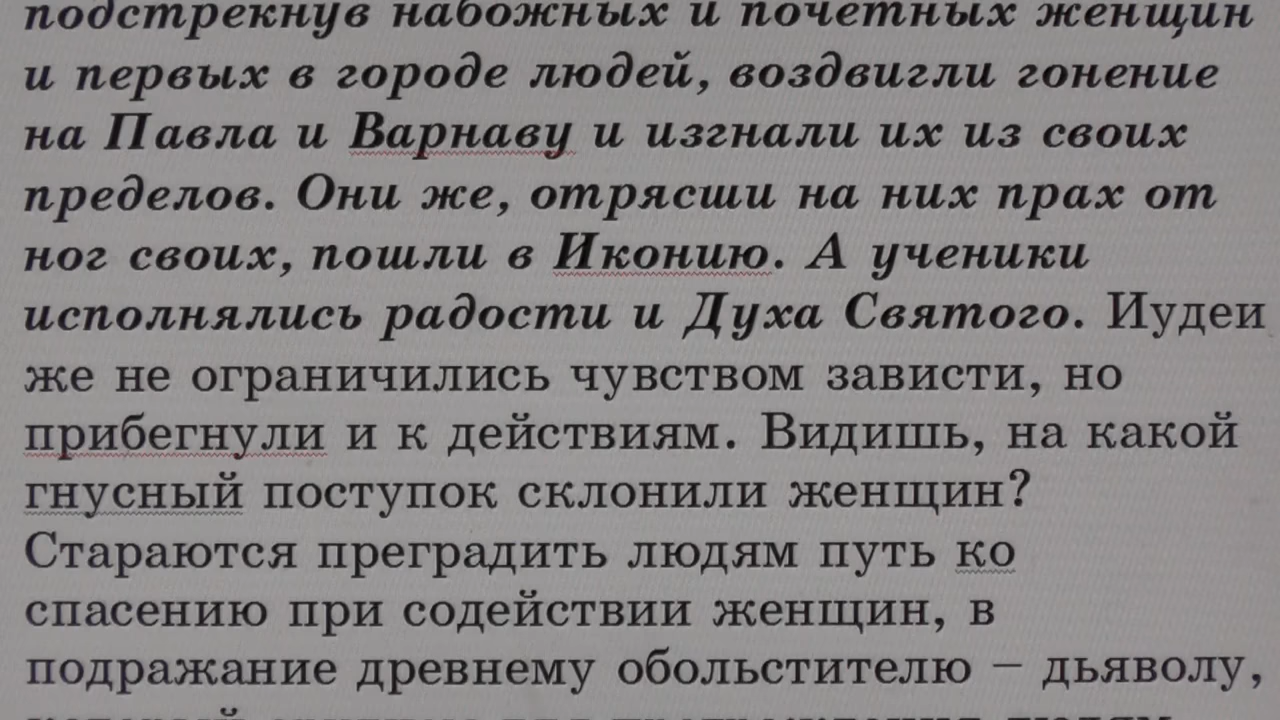 подстрекнув набожных и почетных женщин
и первых в городе людей, воздвигли гонение
на Павла и Варнаву и изгнали их из своих
пределов. Они же, отрясши на них прах от
ног своих, пошли в Иконию. А ученики
исполнялись радости и Духа Святого. Иудеи
же не ограничились чувством зависти, но
прибегнули и к действиям. Видишь, на какой
гнусный поступок склонили женщин?
Стараются преградить людям путь ко
спасению при содействии женщин, в
подражание древнему обольстителю – дьяволу,